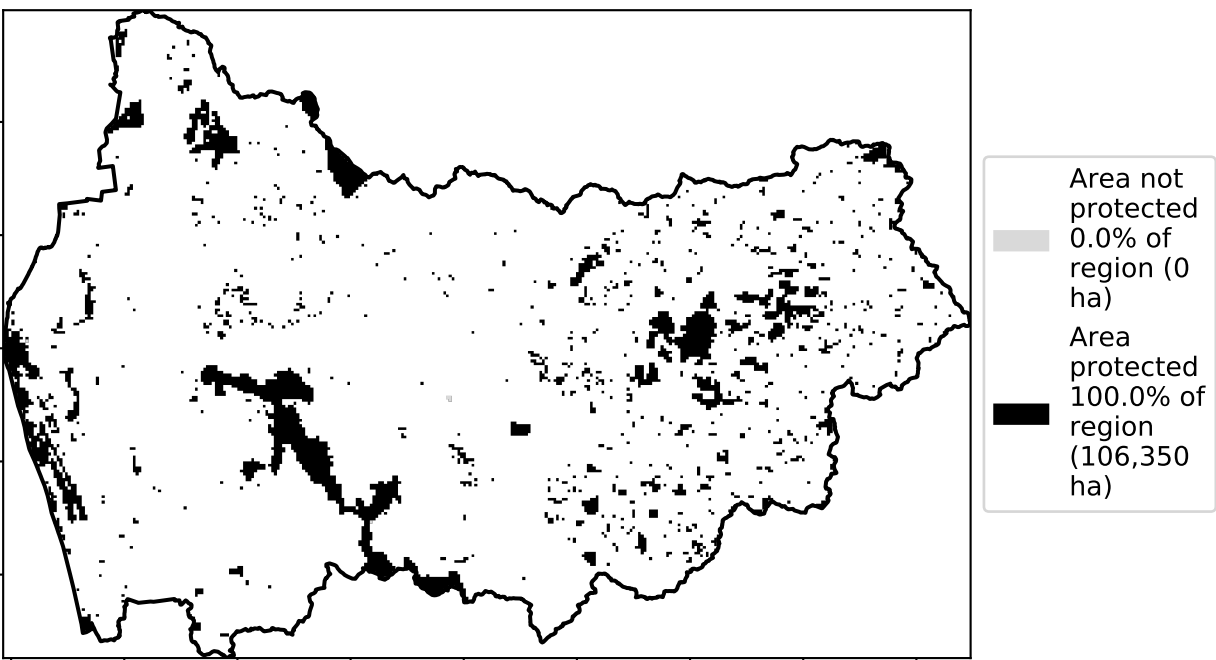 Area not
protected
0.0% of
region (0
ha)
Area
protected
100.0% of
region
(106,350
ha)